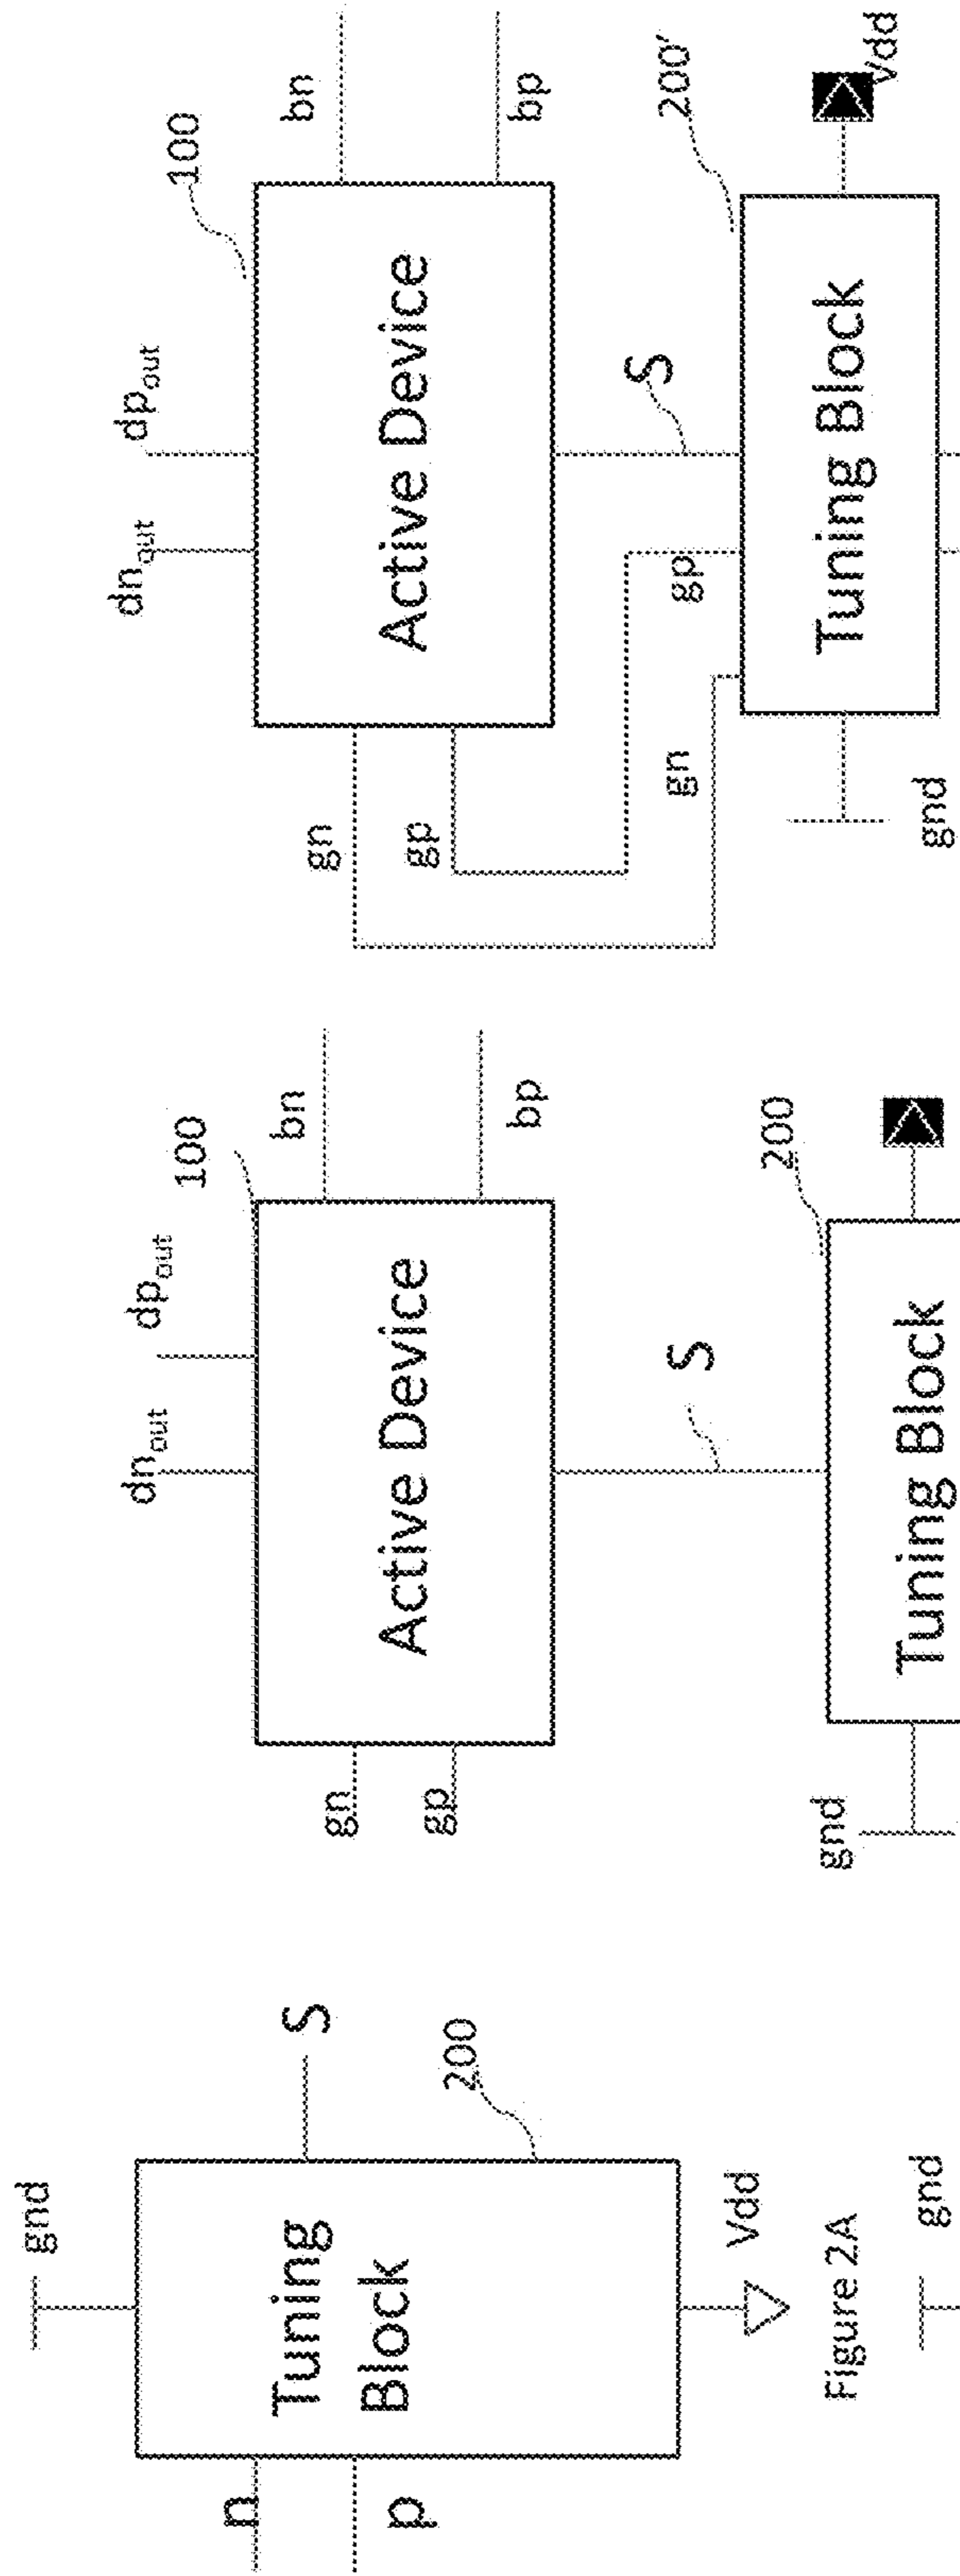 gnd
n
p
Tuning
Block
S
200
Vdd
Figure 2A
gnd
dn out
dp out
100
gn
gp
Active Device
bn
bp
S
200
gnd
Tuning Block
dn out
dp out
100
gn
gp
Active Device
bn
bp
S
gn
gp
200'
Tuning Block
gnd
Vdd